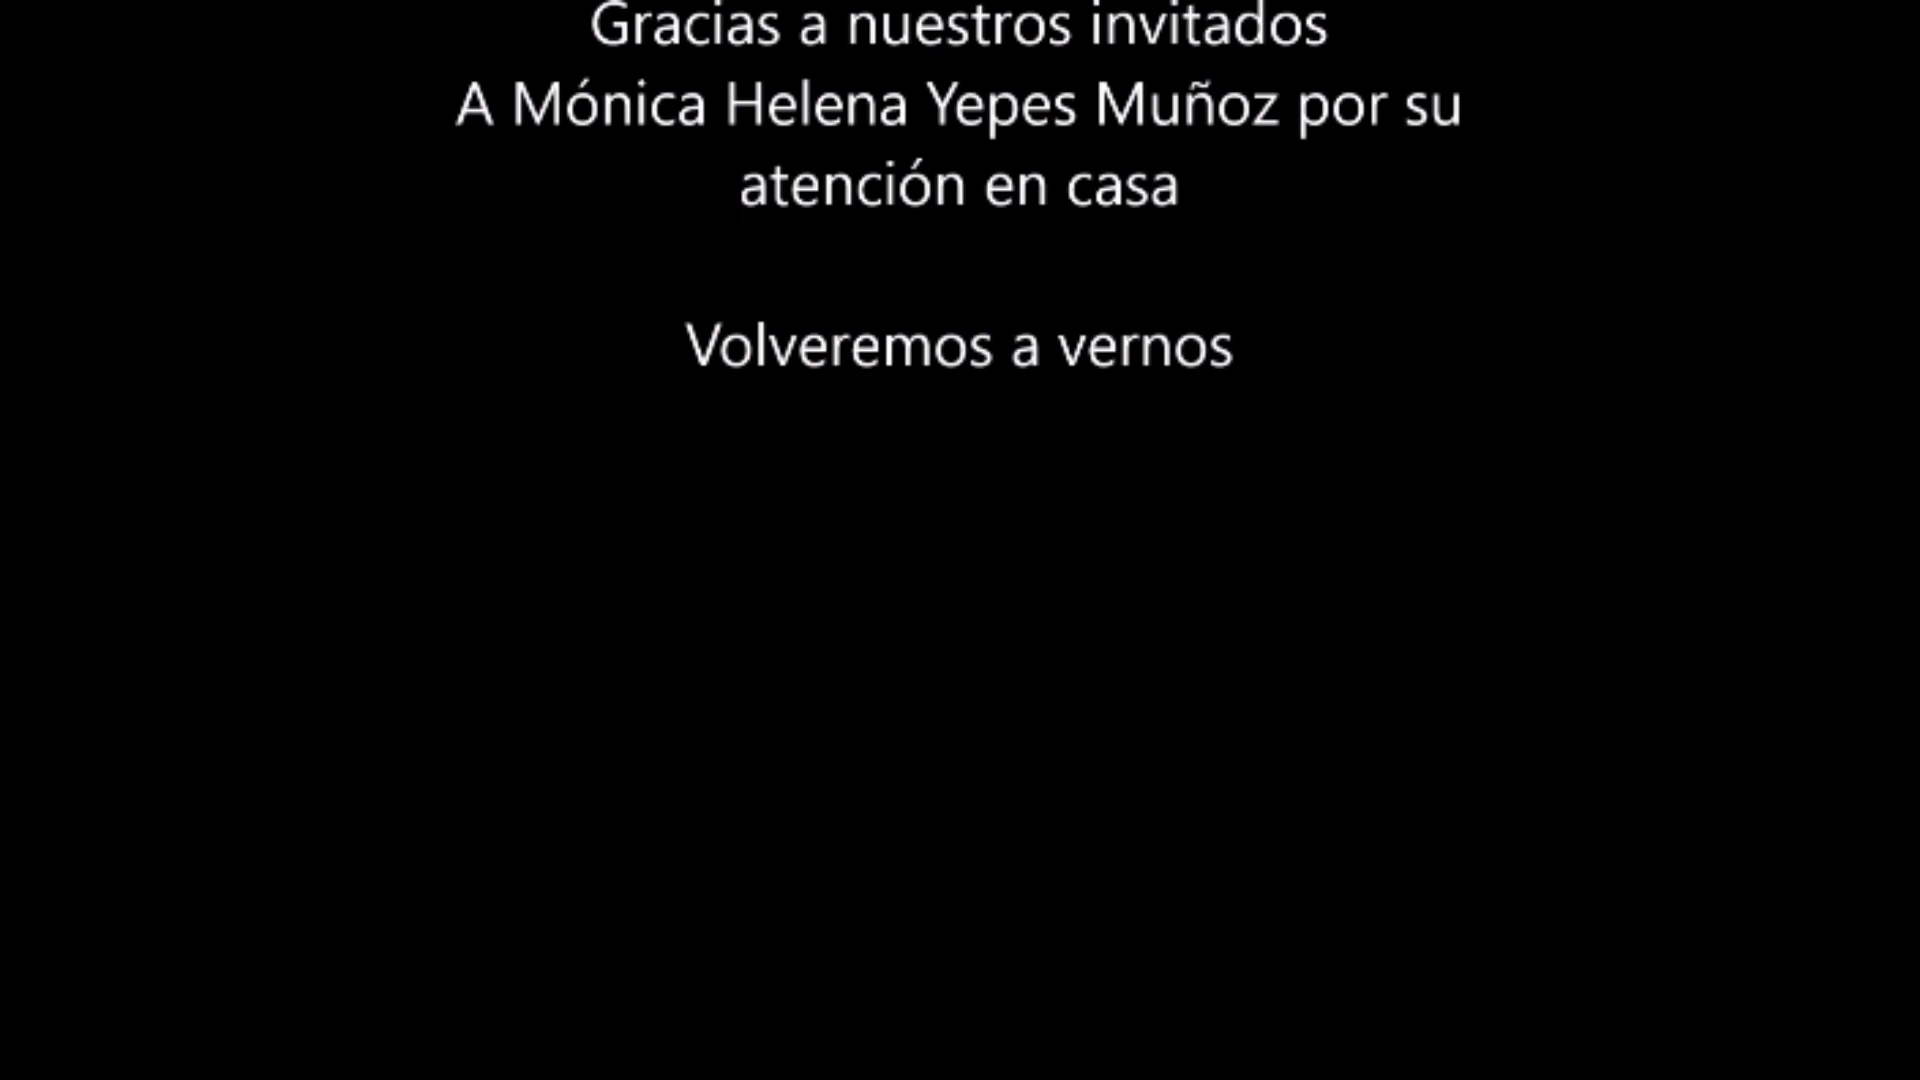 Gracias a nuestros invitados
A Mónica Helena Yepes Muñoz por su
atención en casa
Volveremos a vernos